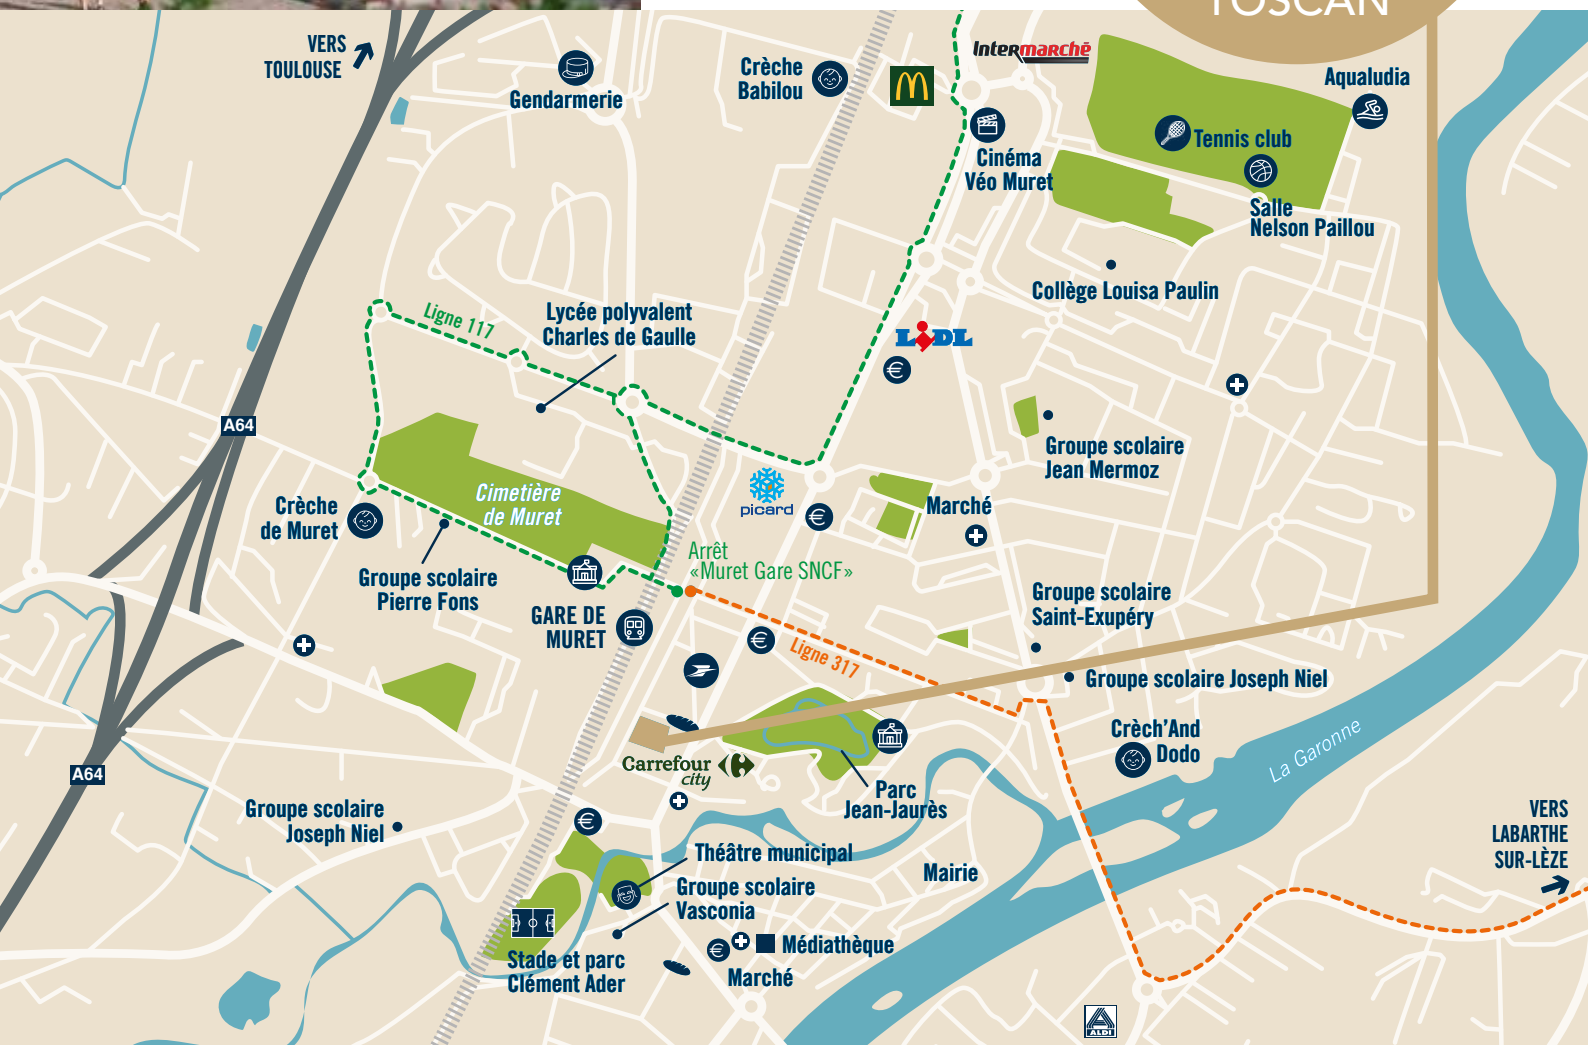 TOSCAN
VERS
TOULOUSE
Gendarmerie
Crèche
Babilou
Intermarché
Aqualudia
Tennis club
Cinéma
Véo Muret
Salle
Nelson Paillou
Collège Louisa Paulin
Ligne 117
Lycée polyvalent
Charles de Gaulle
LiDL
€
A64
Groupe scolaire
Jean Mermoz
Cimetière
de Muret
picard
€
Marché
Crèche
de Muret
Arrêt
«Muret Gare SNCF»
Groupe scolaire
Pierre Fons
GARE DE
MURET
Groupe scolaire
Saint-Exupéry
€
Ligne 317
Groupe scolaire Joseph Niel
Crèch'And
Dodo
La Garonne
A64
Carrefour
city
Parc
Jean-Jaurès
Groupe scolaire
Joseph Niel
€
VERS
LABARTHE
SUR-LÈZE
Théâtre municipal
Mairie
Groupe scolaire
Vasconia
€
Médiathèque
Stade et parc
Clément Ader
Marché
ALDI